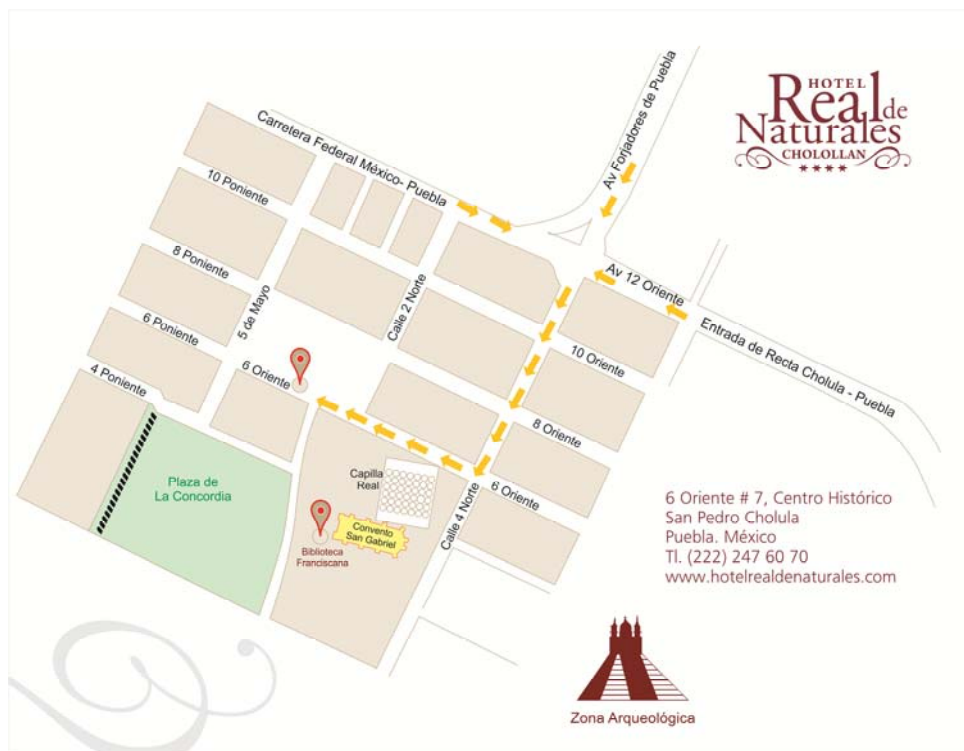 HOTEL
Real de
Naturales
CHOLOLLAN
Carretera Federal México- Puebla
Av Forjadores de Puebla
10 Poniente
8 Poniente
6 Poniente
4 Poniente
5 de Mayo
Calle 2 Norte
Av 12 Oriente
Entrada de Recta Cholula - Puebla
10 Oriente
8 Oriente
6 Oriente
6 Oriente
Calle 4 Norte
Plaza de
La Concordia
Capilla
Real
Convento
San Gabriel
Biblioteca
Franciscana
6 Oriente # 7, Centro Histórico
San Pedro Cholula
Puebla. México
Tl. (222) 247 60 70
www.hotelrealdenaturales.com
Zona Arqueológica